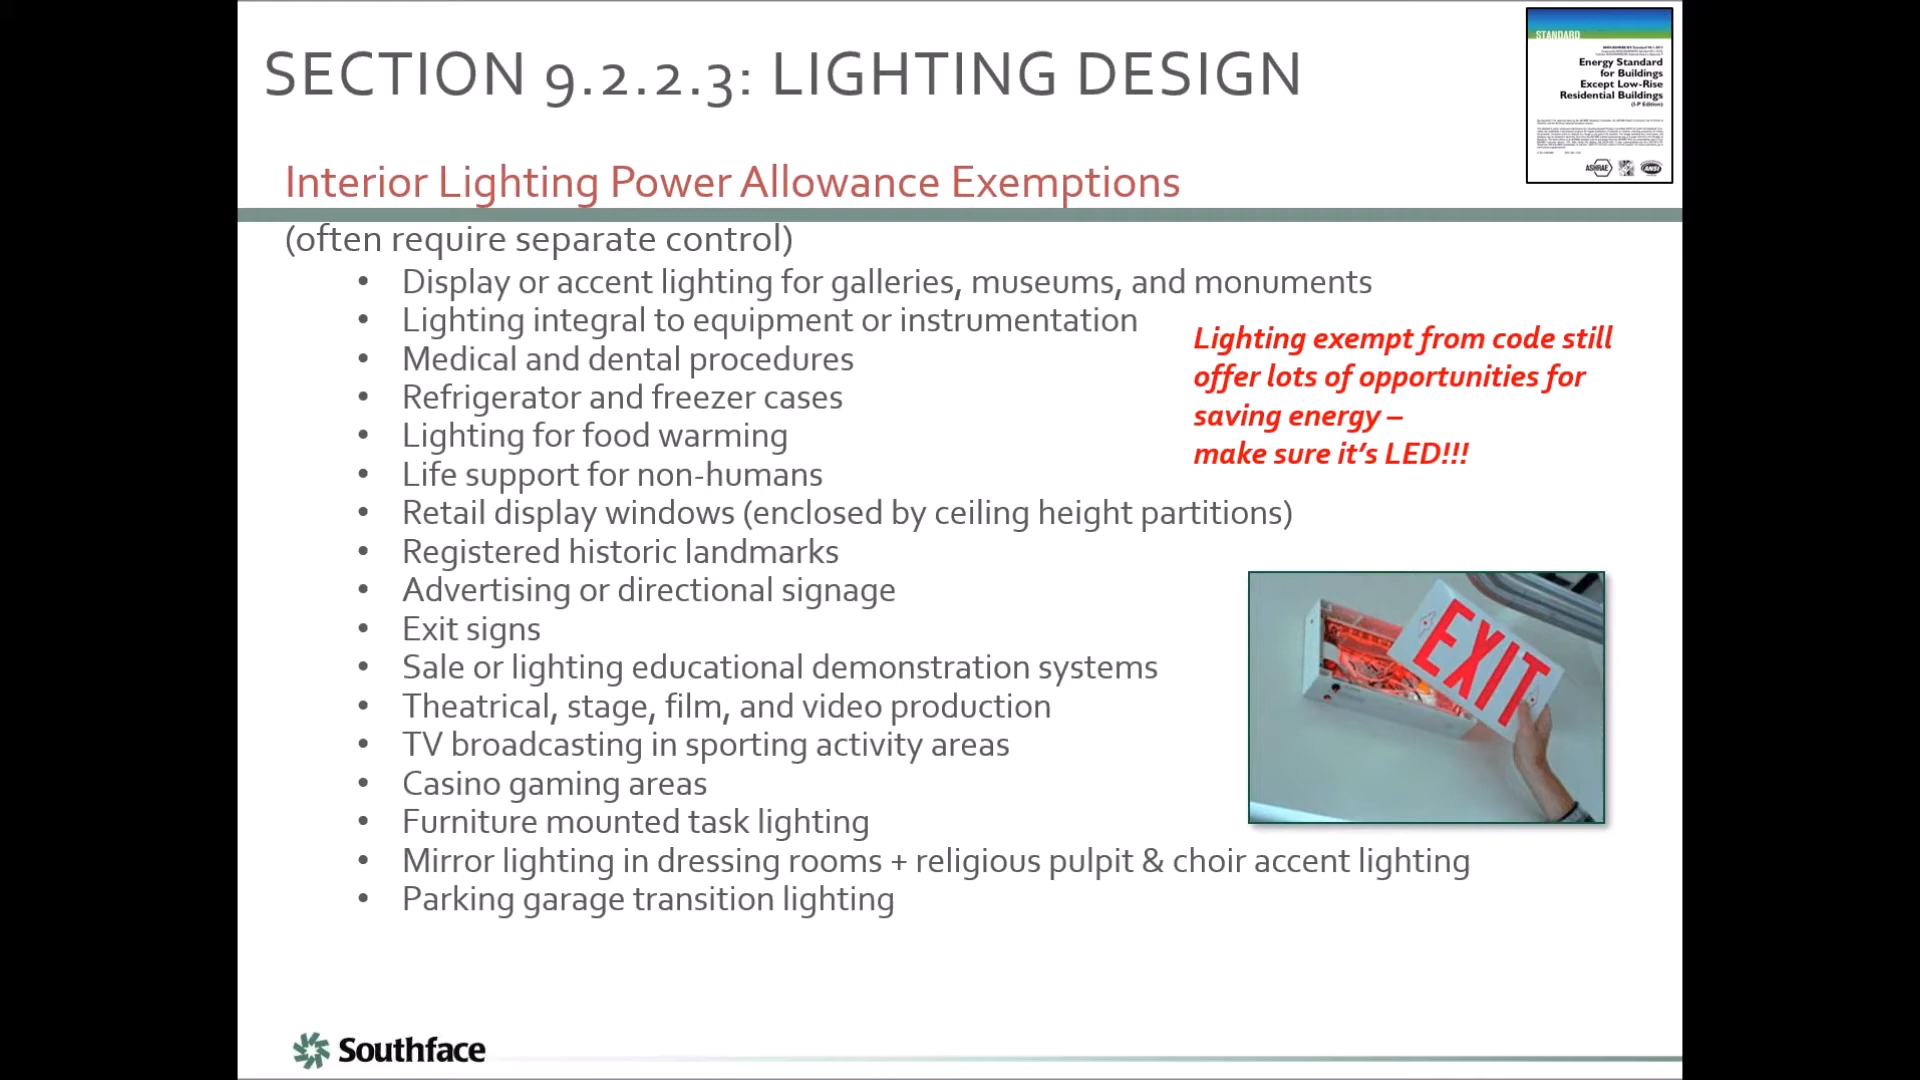 SECTION 9.2.2.3: LIGHTING DESIGN
STANDARD
Energy Standard
for Buildings
Except Low-Rise
Residential Buildings
(I-P Edition)
ASHRAE
ANSI
Interior Lighting Power Allowance Exemptions
(often require separate control)
• Display or accent lighting for galleries, museums, and monuments
• Lighting integral to equipment or instrumentation
• Medical and dental procedures
• Refrigerator and freezer cases
• Lighting for food warming
• Life support for non-humans
• Retail display windows (enclosed by ceiling height partitions)
• Registered historic landmarks
• Advertising or directional signage
• Exit signs
• Sale or lighting educational demonstration systems
• Theatrical, stage, film, and video production
• TV broadcasting in sporting activity areas
• Casino gaming areas
• Furniture mounted task lighting
• Mirror lighting in dressing rooms + religious pulpit & choir accent lighting
• Parking garage transition lighting
Lighting exempt from code still
offer lots of opportunities for
saving energy –
make sure it's LED!!!
EXIT
Southface